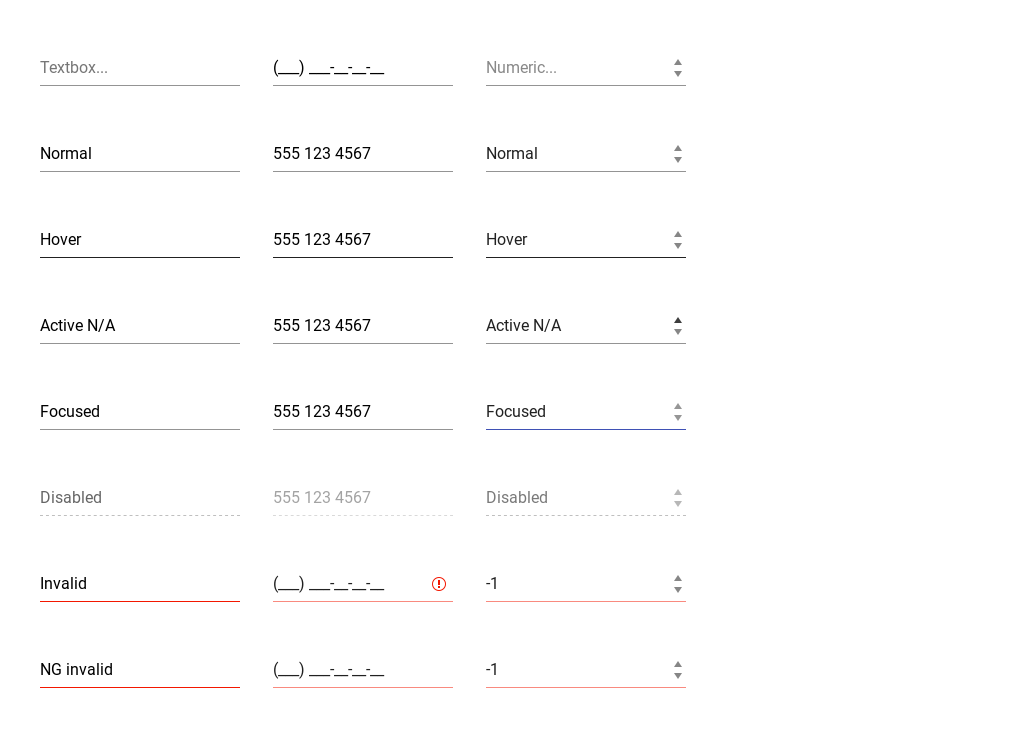 Textbox... (___) ___-__-__-__ Numeric...
Normal 555 123 4567 Normal
Hover 555 123 4567 Hover
Active N/A 555 123 4567 Active N/A
Focused 555 123 4567 Focused
Disabled 555 123 4567 Disabled
Invalid (___) ___-__-__-__ -1
NG invalid (___) ___-__-__-__ -1